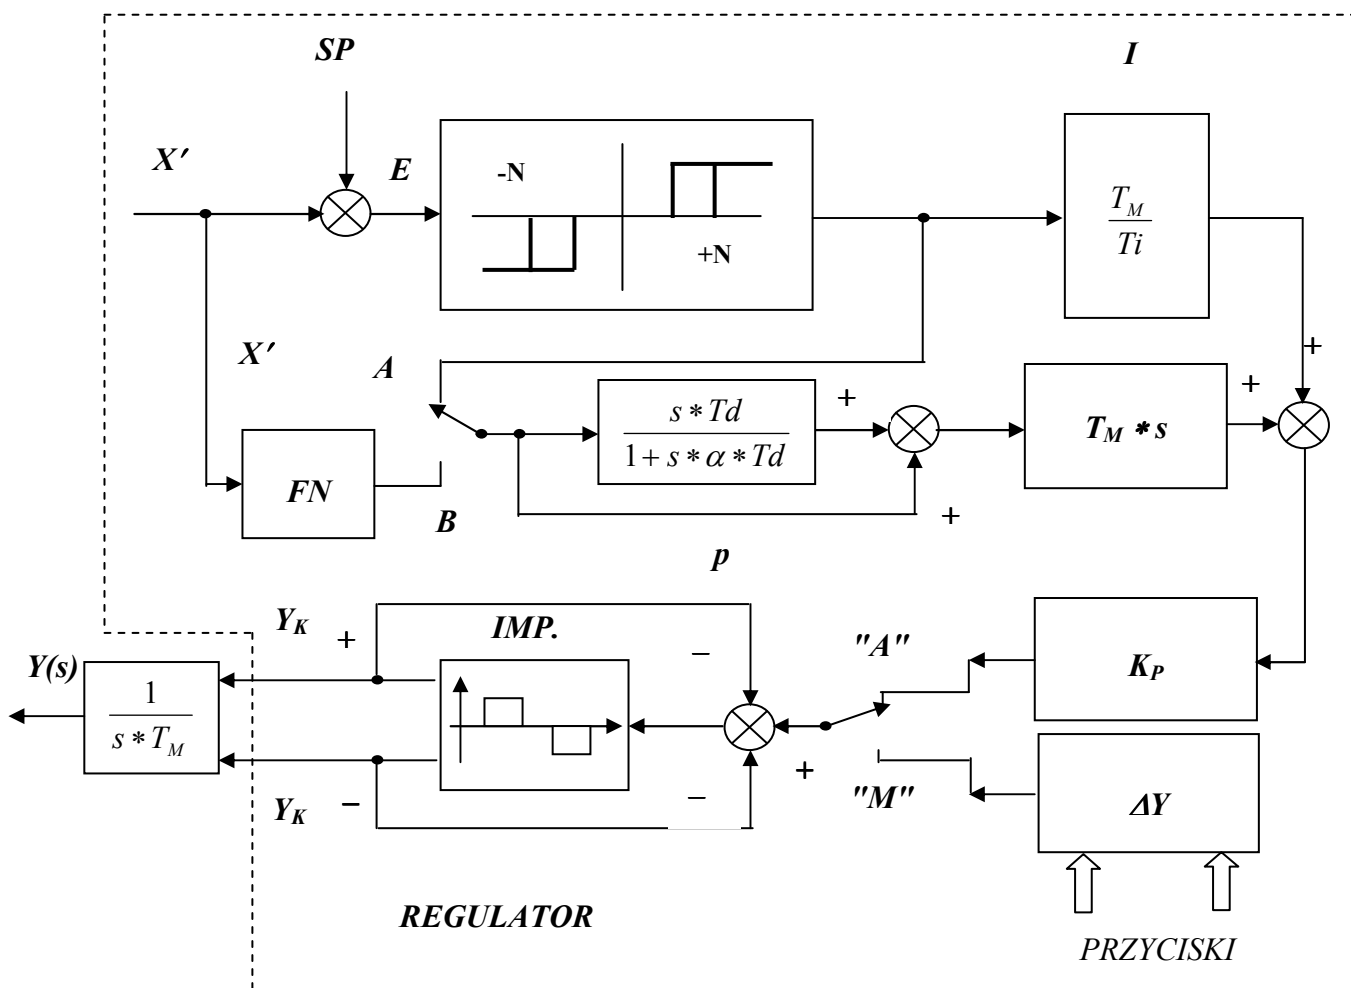 SP
I
X′
E
-N
+N
T_M
Ti
+
X′
A
s * Td
1 + s * α * Td
+
T_M * s
+
FN
B
+
p
Y_K
+
IMP.
–
"A"
K_P
Y(s)
1
s * T_M
+
Y_K
–
–
"M"
ΔY
REGULATOR
PRZYCISKI